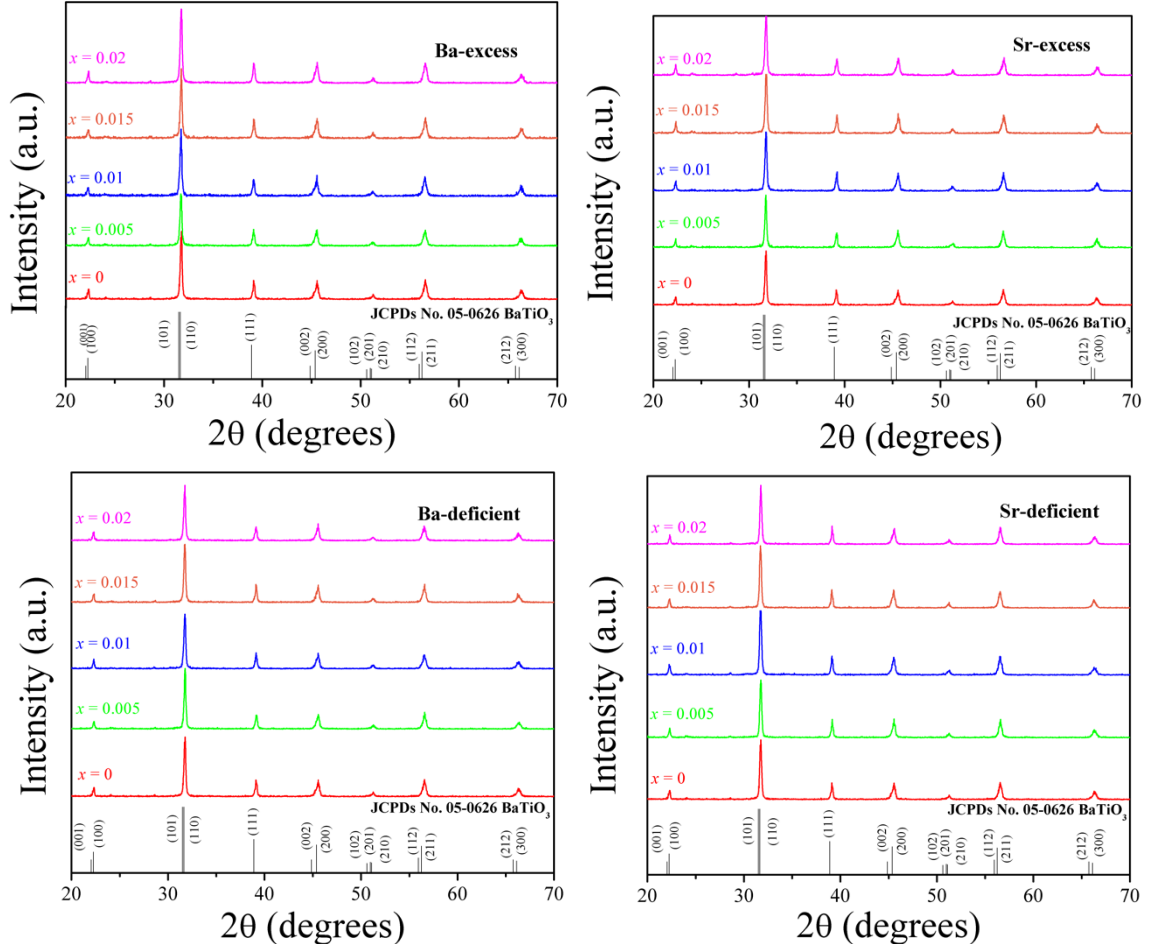 Intensity (a.u.)
Ba-excess
x = 0.02
x = 0.015
x = 0.01
x = 0.005
x = 0
JCPDs No. 05-0626 BaTiO3
(001)
(100)
(101)
(110)
(111)
(002)
(200)
(102)
(201)
(210)
(112)
(211)
(212)
(300)
20 30 40 50 60 70
2θ (degrees)
Intensity (a.u.)
Sr-excess
x = 0.02
x = 0.015
x = 0.01
x = 0.005
x = 0
JCPDs No. 05-0626 BaTiO3
(001)
(100)
(101)
(110)
(111)
(002)
(200)
(102)
(201)
(210)
(112)
(211)
(212)
(300)
20 30 40 50 60 70
2θ (degrees)
Intensity (a.u.)
Ba-deficient
x = 0.02
x = 0.015
x = 0.01
x = 0.005
x = 0
JCPDs No. 05-0626 BaTiO3
(001)
(100)
(101)
(110)
(111)
(002)
(200)
(102)
(201)
(210)
(112)
(211)
(212)
(300)
20 30 40 50 60 70
2θ (degrees)
Intensity (a.u.)
Sr-deficient
x = 0.02
x = 0.015
x = 0.01
x = 0.005
x = 0
JCPDs No. 05-0626 BaTiO3
(001)
(100)
(101)
(110)
(111)
(002)
(200)
(102)
(201)
(210)
(112)
(211)
(212)
(300)
20 30 40 50 60 70
2θ (degrees)